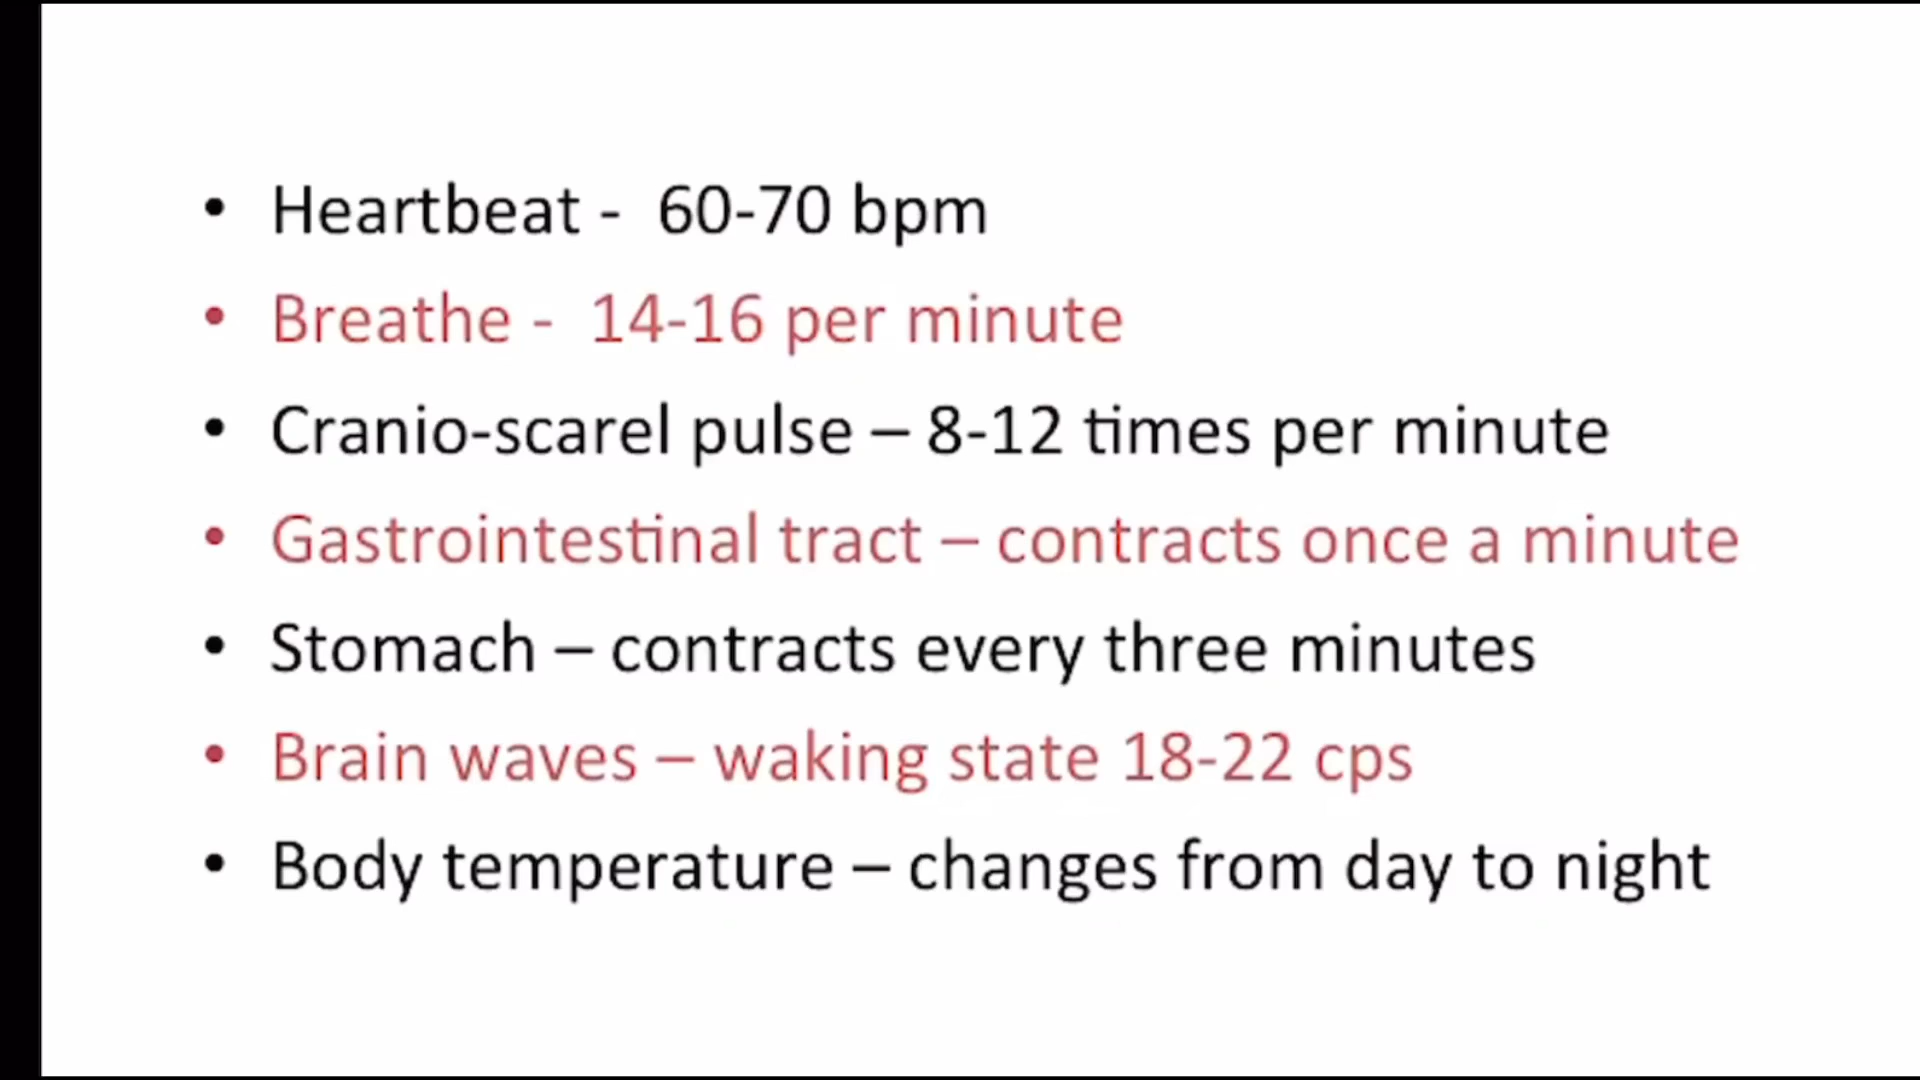 • Heartbeat -  60-70 bpm
• Breathe -  14-16 per minute
• Cranio-scarel pulse – 8-12 times per minute
• Gastrointestinal tract – contracts once a minute
• Stomach – contracts every three minutes
• Brain waves – waking state 18-22 cps
• Body temperature – changes from day to night